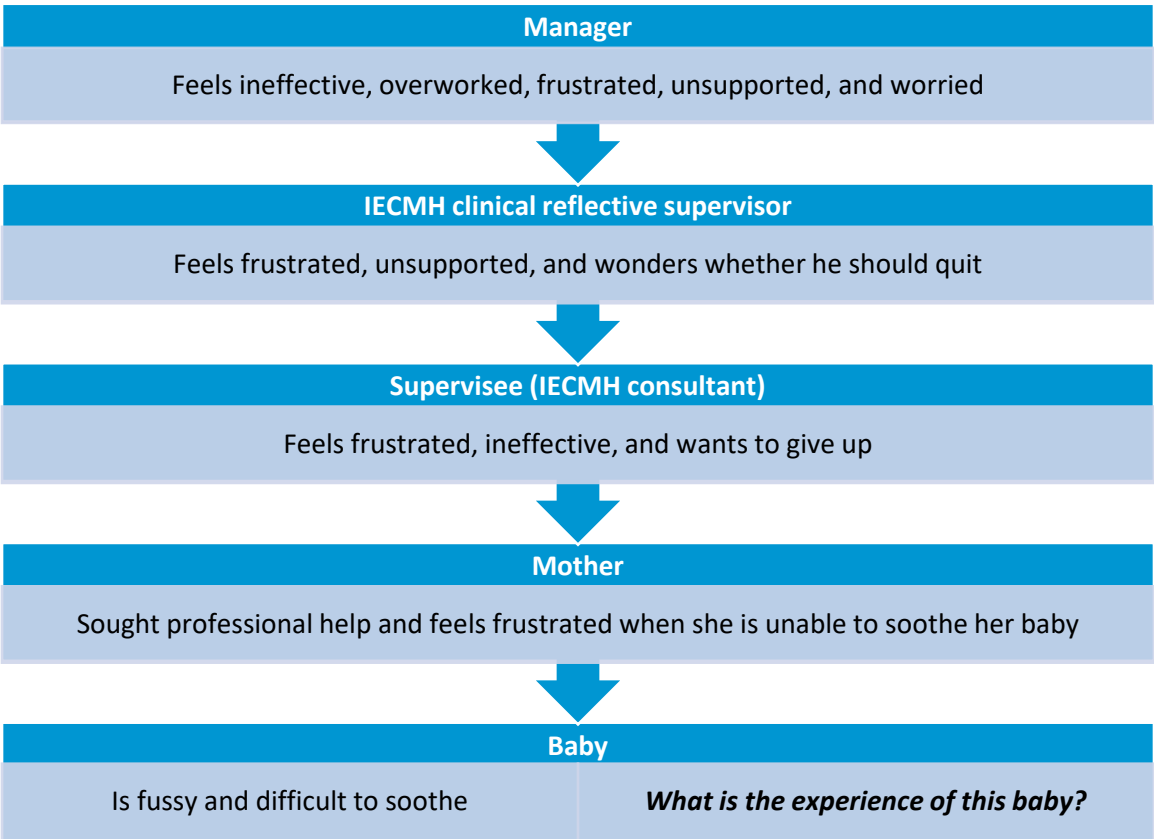 Manager
Feels ineffective, overworked, frustrated, unsupported, and worried
IECMH clinical reflective supervisor
Feels frustrated, unsupported, and wonders whether he should quit
Supervisee (IECMH consultant)
Feels frustrated, ineffective, and wants to give up
Mother
Sought professional help and feels frustrated when she is unable to soothe her baby
Baby
Is fussy and difficult to soothe
What is the experience of this baby?